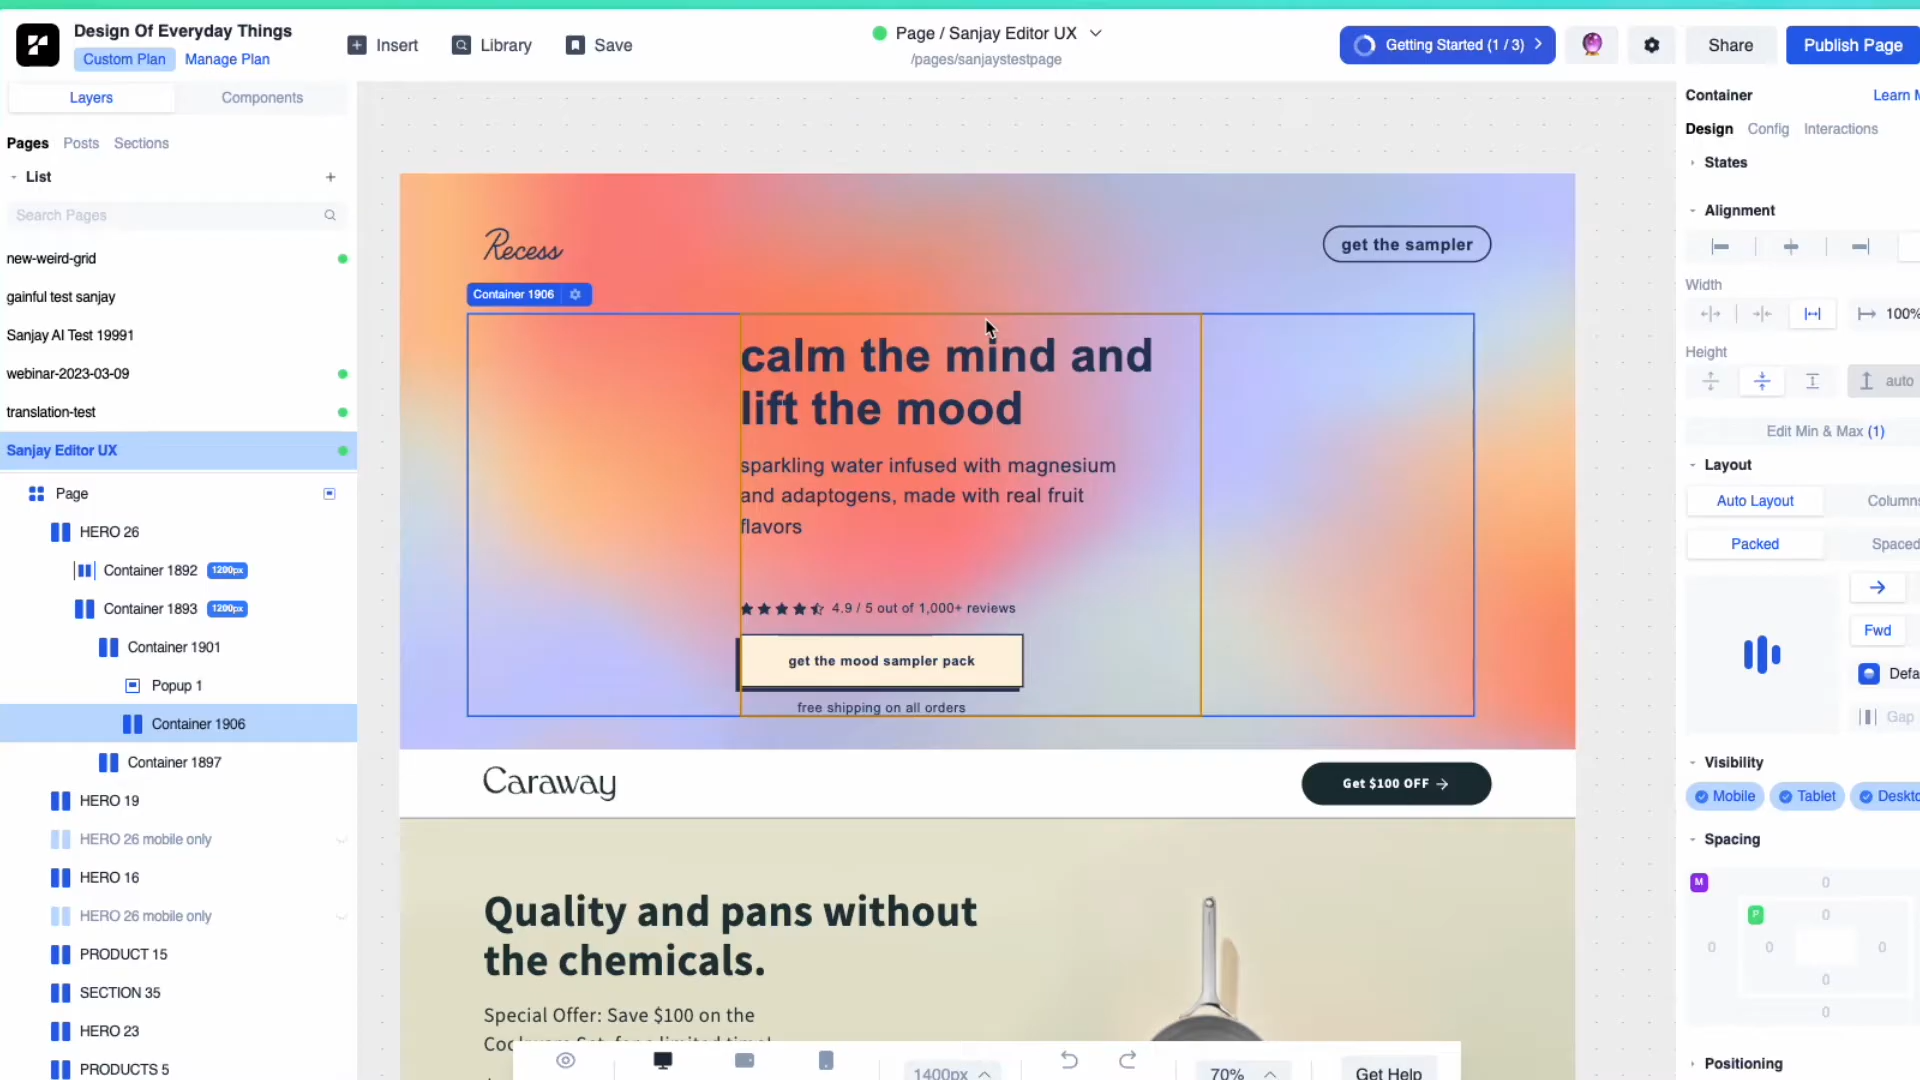 Design Of Everyday Things
Custom Plan
Manage Plan
Insert
Library
Save
Page / Sanjay Editor UX
/pages/sanjaystestpage
Getting Started (1 / 3)
Share
Publish Page
Layers
Components
Pages
Posts
Sections
List
Search Pages
new-weird-grid
gainful test sanjay
Sanjay AI Test 19991
webinar-2023-03-09
translation-test
Sanjay Editor UX
Page
HERO 26
Container 1892
1200px
Container 1893
1200px
Container 1901
Popup 1
Container 1906
Container 1897
HERO 19
HERO 26 mobile only
HERO 16
HERO 26 mobile only
PRODUCT 15
SECTION 35
HERO 23
PRODUCTS 5
Recess
get the sampler
Container 1906
calm the mind and
lift the mood
sparkling water infused with magnesium
and adaptogens, made with real fruit
flavors
4.9 / 5 out of 1,000+ reviews
get the mood sampler pack
free shipping on all orders
Caraway
Get $100 OFF →
Quality and pans without
the chemicals.
Special Offer: Save $100 on the
1400px
70%
Get Help
Container
Learn M
Design
Config
Interactions
States
Alignment
Width
100%
Height
auto
Edit Min & Max (1)
Layout
Auto Layout
Columns
Packed
Spaced
Fwd
Defa
Gap
Visibility
Mobile
Tablet
Deskto
Spacing
M
0
P
0
0
0
0
0
0
0
Positioning